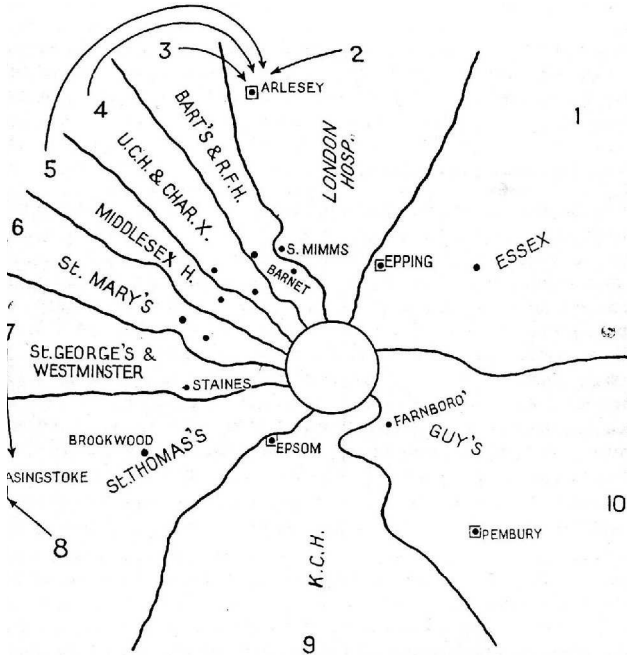 3
2
ARLESEY
4
1
BART'S & R.F.H.
5
U.C.H. & CHAR. X.
LONDON
HOSP.
6
MIDDLESEX H.
S. MIMMS
BARNET
EPPING
ESSEX
ST. MARY'S
7
ST. GEORGE'S &
WESTMINSTER
STAINES
FARNBORO'
GUY'S
BROOKWOOD
ST. THOMAS'S
EPSOM
ASINGSTOKE
8
10
PEMBURY
K.C.H.
9